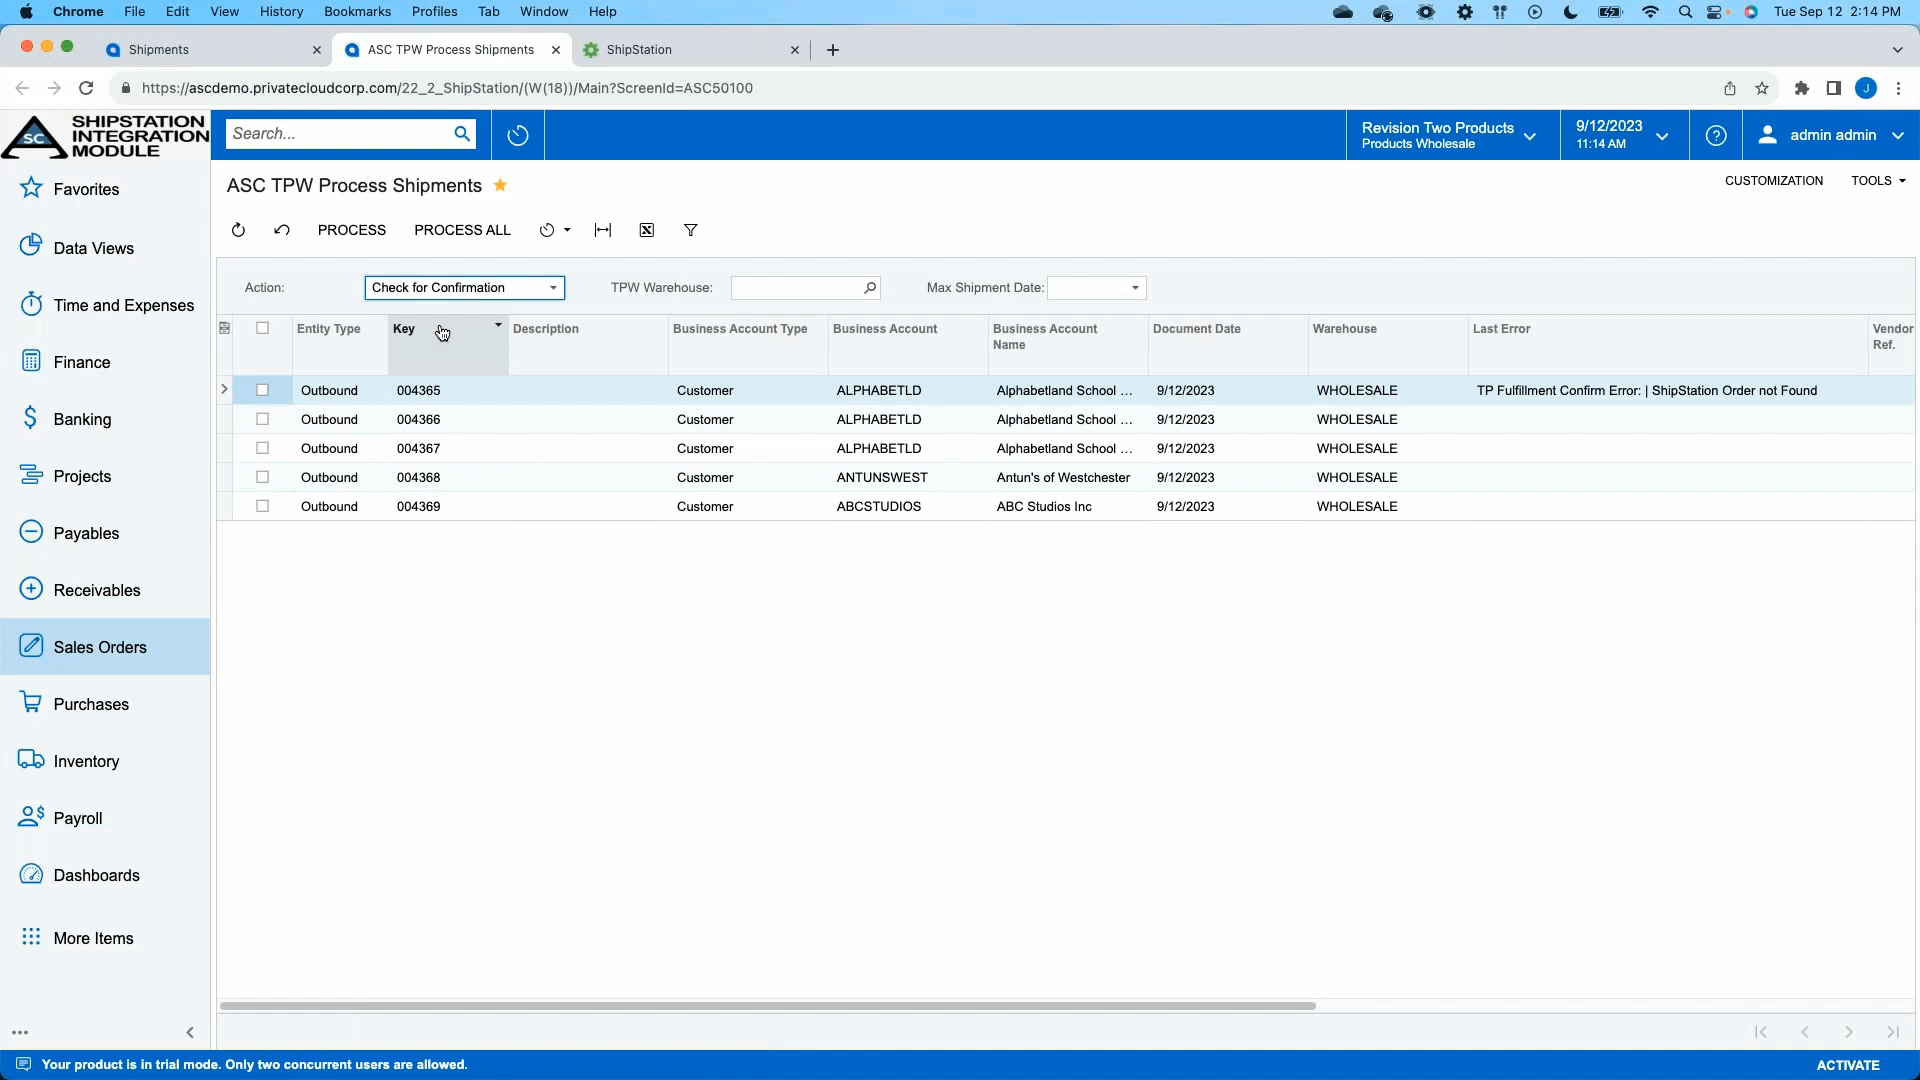 Chrome File Edit View History Bookmarks Profiles Tab Window Help Tue Sep 12 2:14 PM
Shipments ASC TPW Process Shipments ShipStation
https://ascdemo.privatecloudcorp.com/22_2_ShipStation/(W(18))/Main?ScreenId=ASC50100 J
SC
SHIPSTATION
INTEGRATION
MODULE
Search...
Revision Two Products
Products Wholesale
9/12/2023
11:14 AM
admin admin
Favorites
Data Views
Time and Expenses
Finance
Banking
Projects
Payables
Receivables
Sales Orders
Purchases
Inventory
Payroll
Dashboards
More Items
ASC TPW Process Shipments
CUSTOMIZATION TOOLS
PROCESS PROCESS ALL
Action: Check for Confirmation TPW Warehouse: Max Shipment Date:
Entity Type Key Description Business Account Type Business Account Business Account Name Document Date Warehouse Last Error Vendor Ref.
Outbound 004365 Customer ALPHABETLD Alphabetland School ... 9/12/2023 WHOLESALE TP Fulfillment Confirm Error: | ShipStation Order not Found
Outbound 004366 Customer ALPHABETLD Alphabetland School ... 9/12/2023 WHOLESALE
Outbound 004367 Customer ALPHABETLD Alphabetland School ... 9/12/2023 WHOLESALE
Outbound 004368 Customer ANTUNSWEST Antun's of Westchester 9/12/2023 WHOLESALE
Outbound 004369 Customer ABCSTUDIOS ABC Studios Inc 9/12/2023 WHOLESALE
Your product is in trial mode. Only two concurrent users are allowed. ACTIVATE